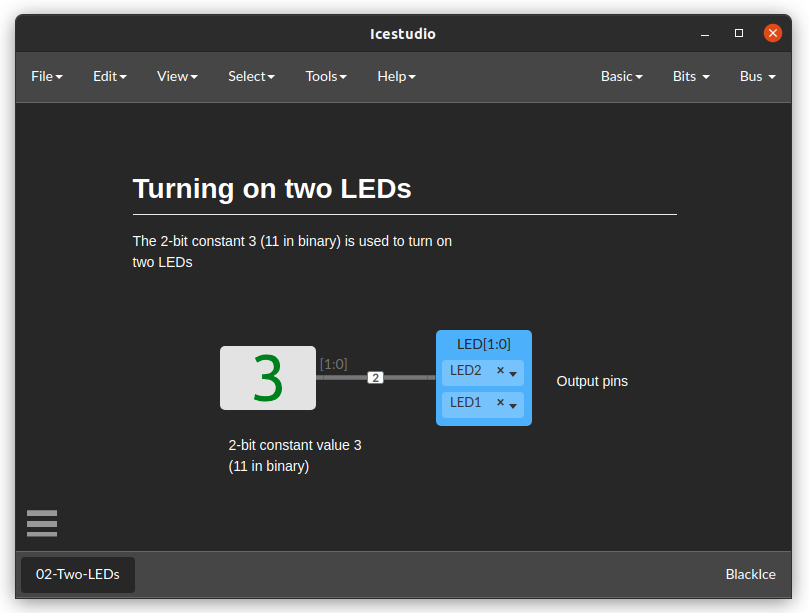 Icestudio
File Edit View Select Tools Help Basic Bits Bus
Turning on two LEDs
The 2-bit constant 3 (11 in binary) is used to turn on
two LEDs
3
[1:0]
2
LED[1:0]
LED2 ×
LED1 ×
Output pins
2-bit constant value 3
(11 in binary)
02-Two-LEDs
BlackIce